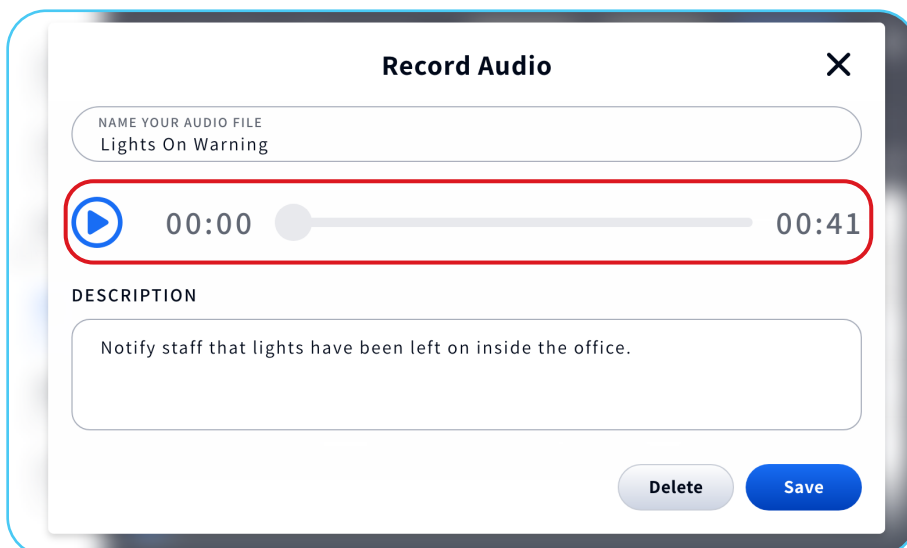 Record Audio
NAME YOUR AUDIO FILE
Lights On Warning
00:00 00:41
DESCRIPTION
Notify staff that lights have been left on inside the office.
Delete Save